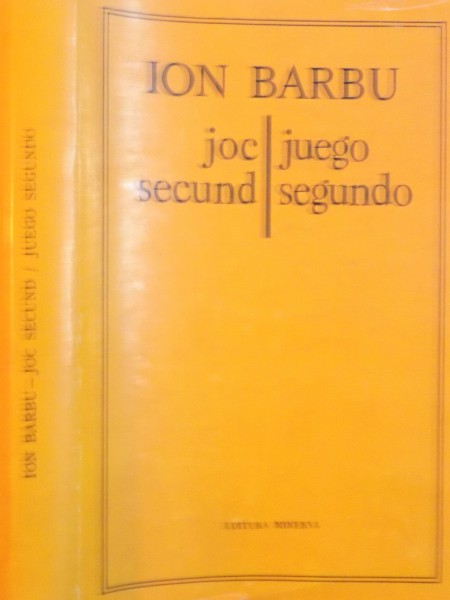 ION BARBU
joc | juego
secund | segundo
EDITURA MINERVA
ION BARBU - JOC SECUND / JUEGO SEGUNDO